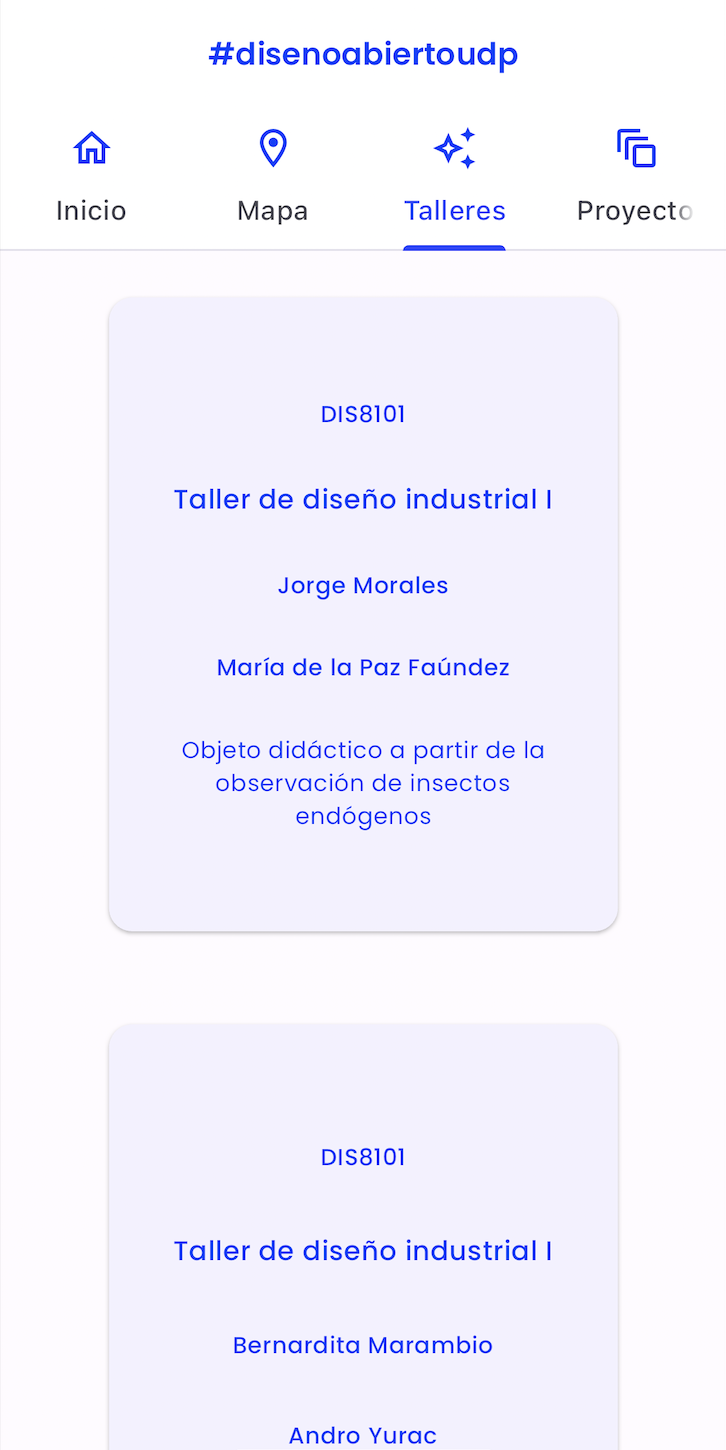 #disenoabiertoudp
Inicio
Mapa
Talleres
Proyecto
DIS8101
Taller de diseño industrial I
Jorge Morales
María de la Paz Faúndez
Objeto didáctico a partir de la
observación de insectos
endógenos
DIS8101
Taller de diseño industrial I
Bernardita Marambio
Andro Yurac